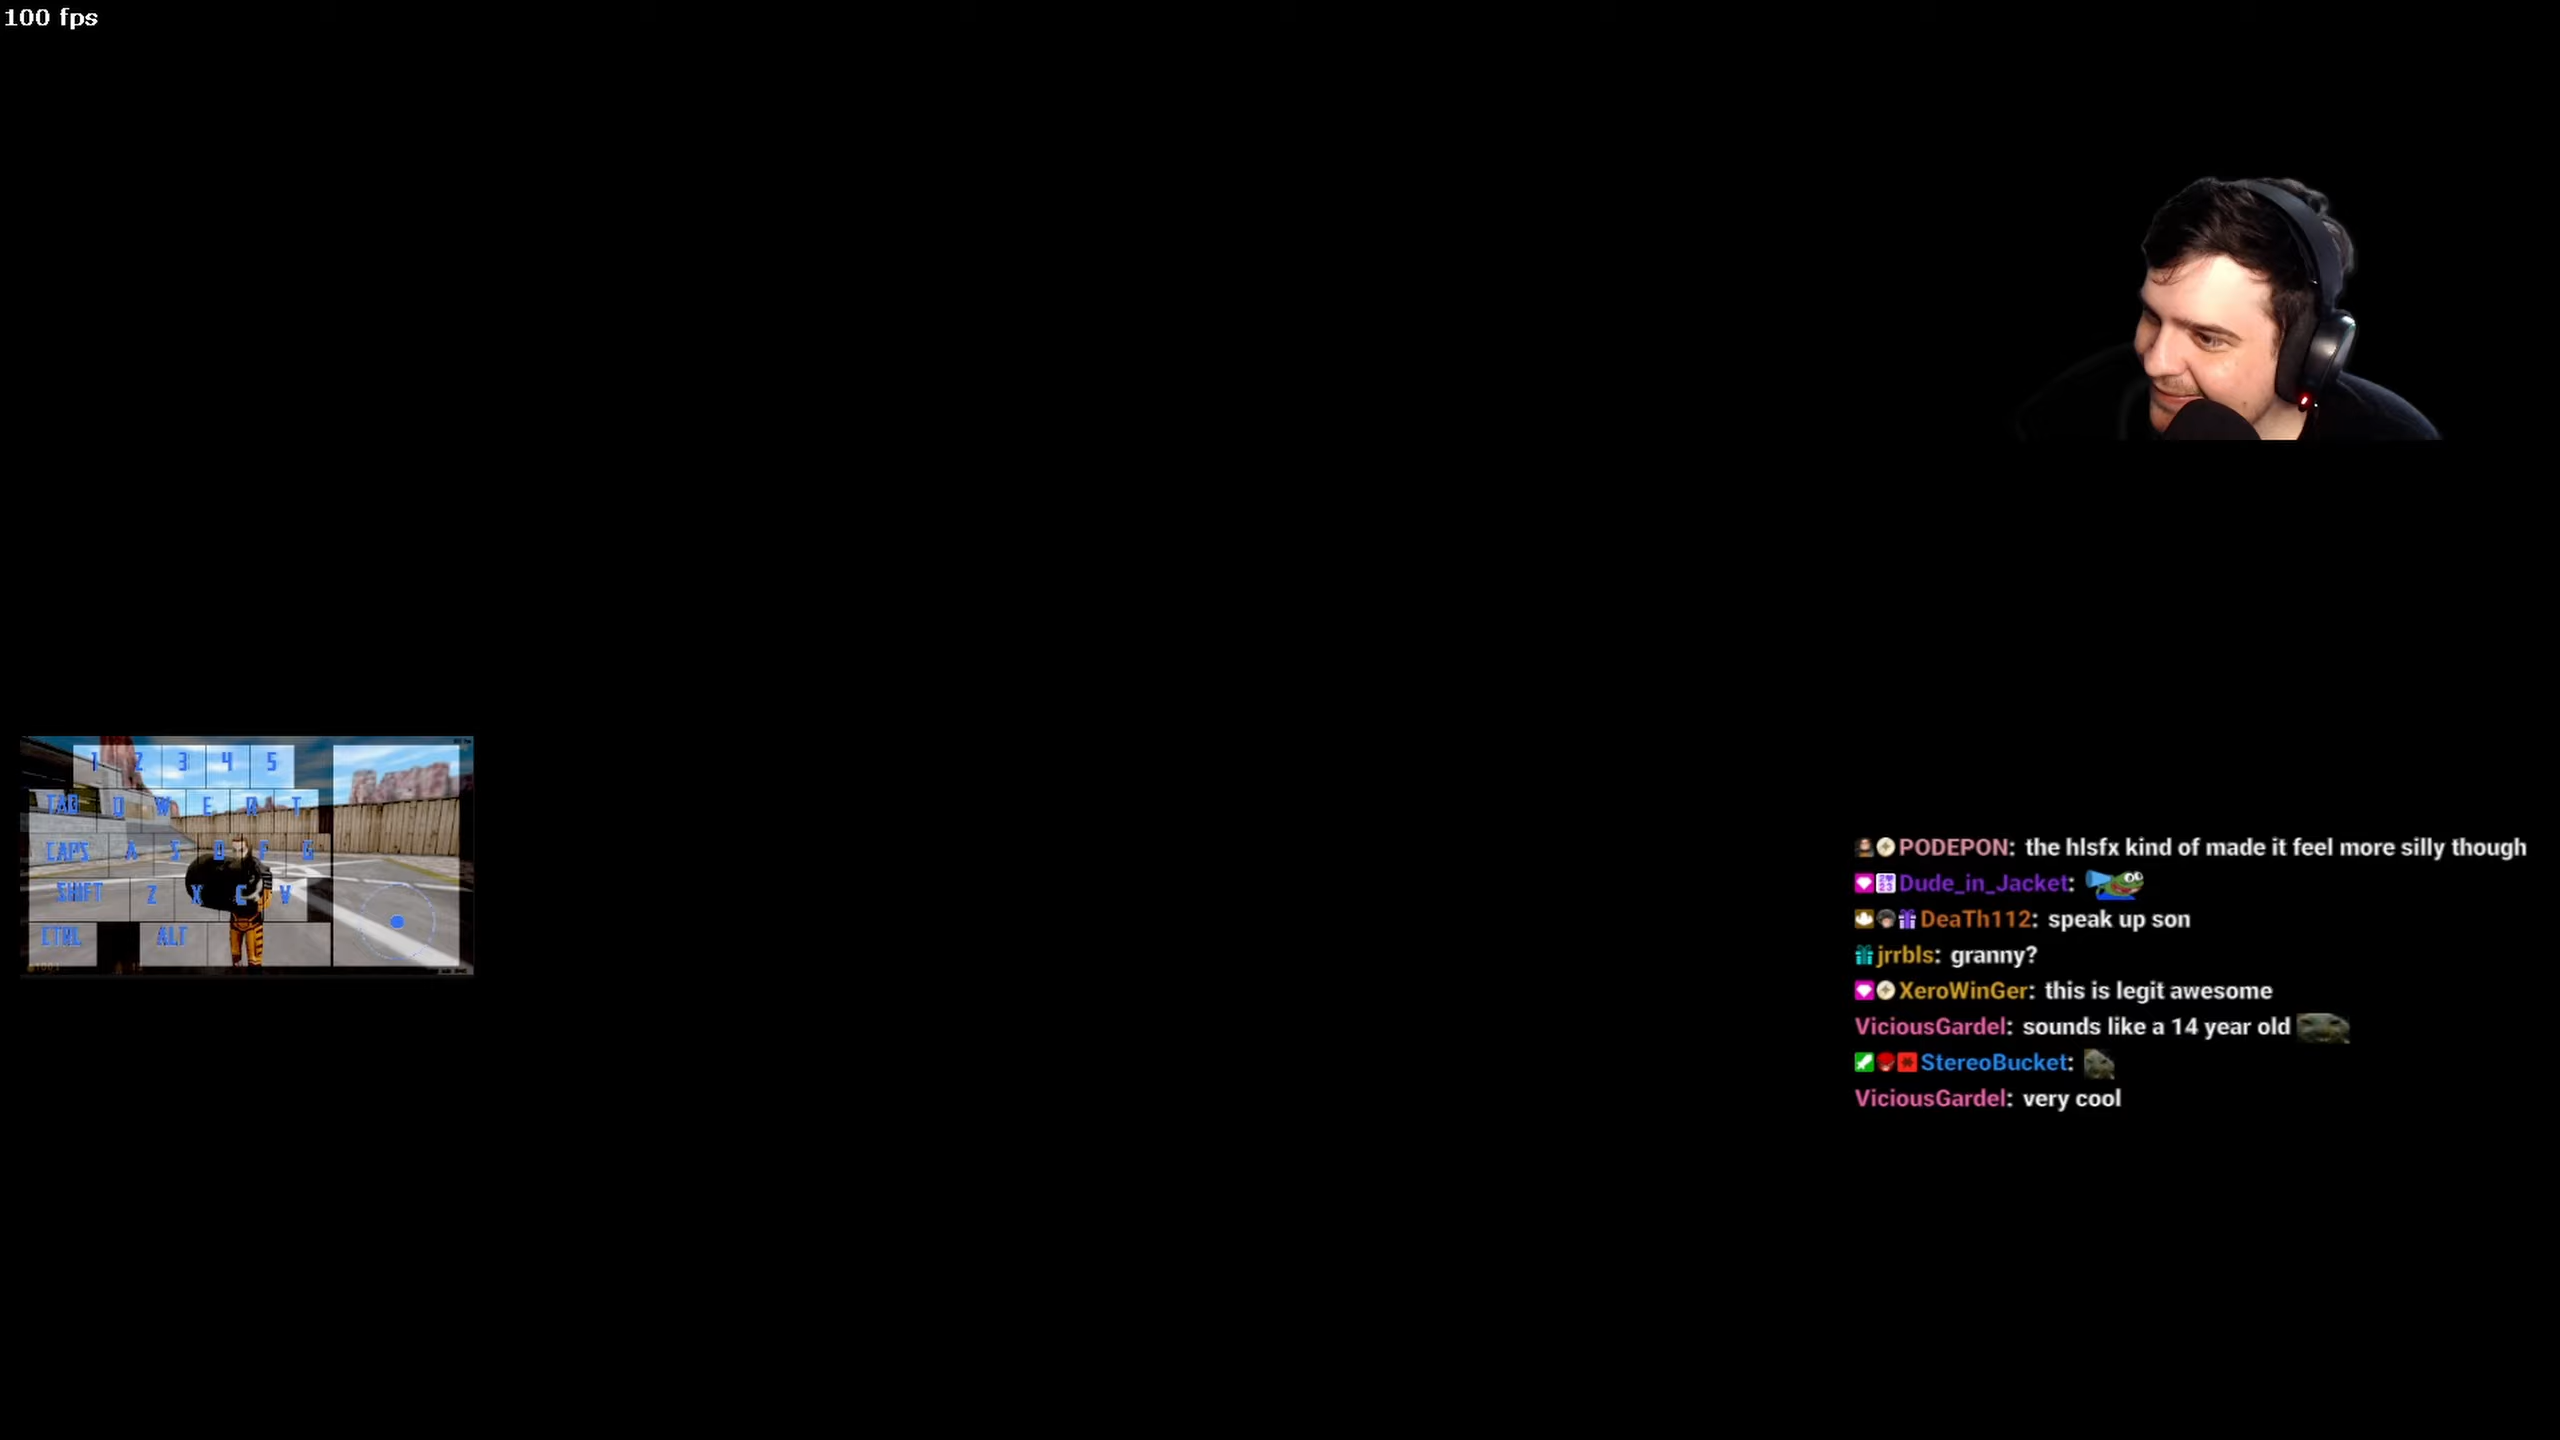 100 fps
1 2 3 4 5
TAB Q W E R T
CAPS A S D F G
SHIFT Z X C V
CTRL ALT
PODEPON: the hlsfx kind of made it feel more silly though
Dude_in_Jacket:
DeaTh112: speak up son
jrrbls: granny?
XeroWinGer: this is legit awesome
ViciousGardel: sounds like a 14 year old
StereoBucket:
ViciousGardel: very cool